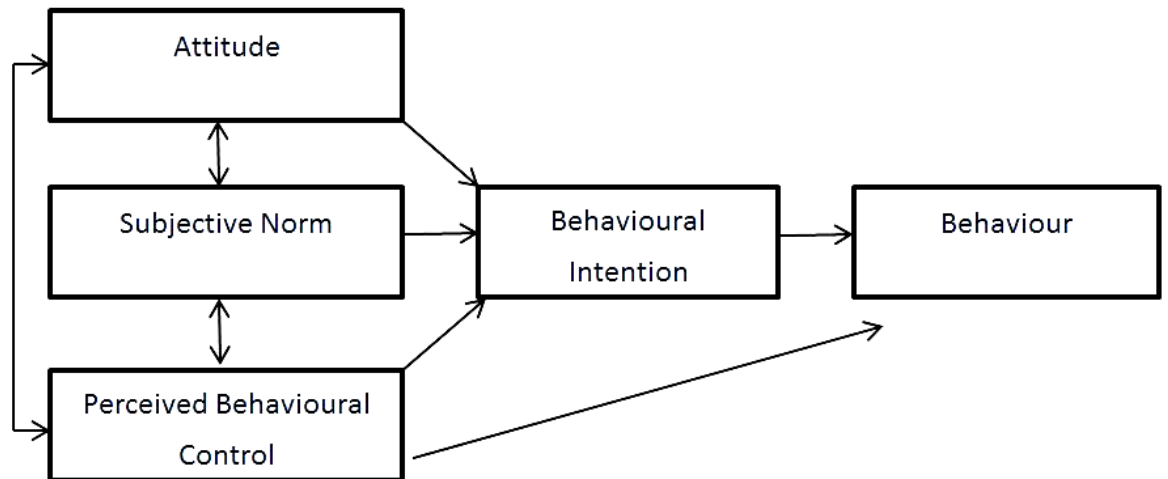 Attitude
Subjective Norm
Behavioural
Intention
Behaviour
Perceived Behavioural
Control